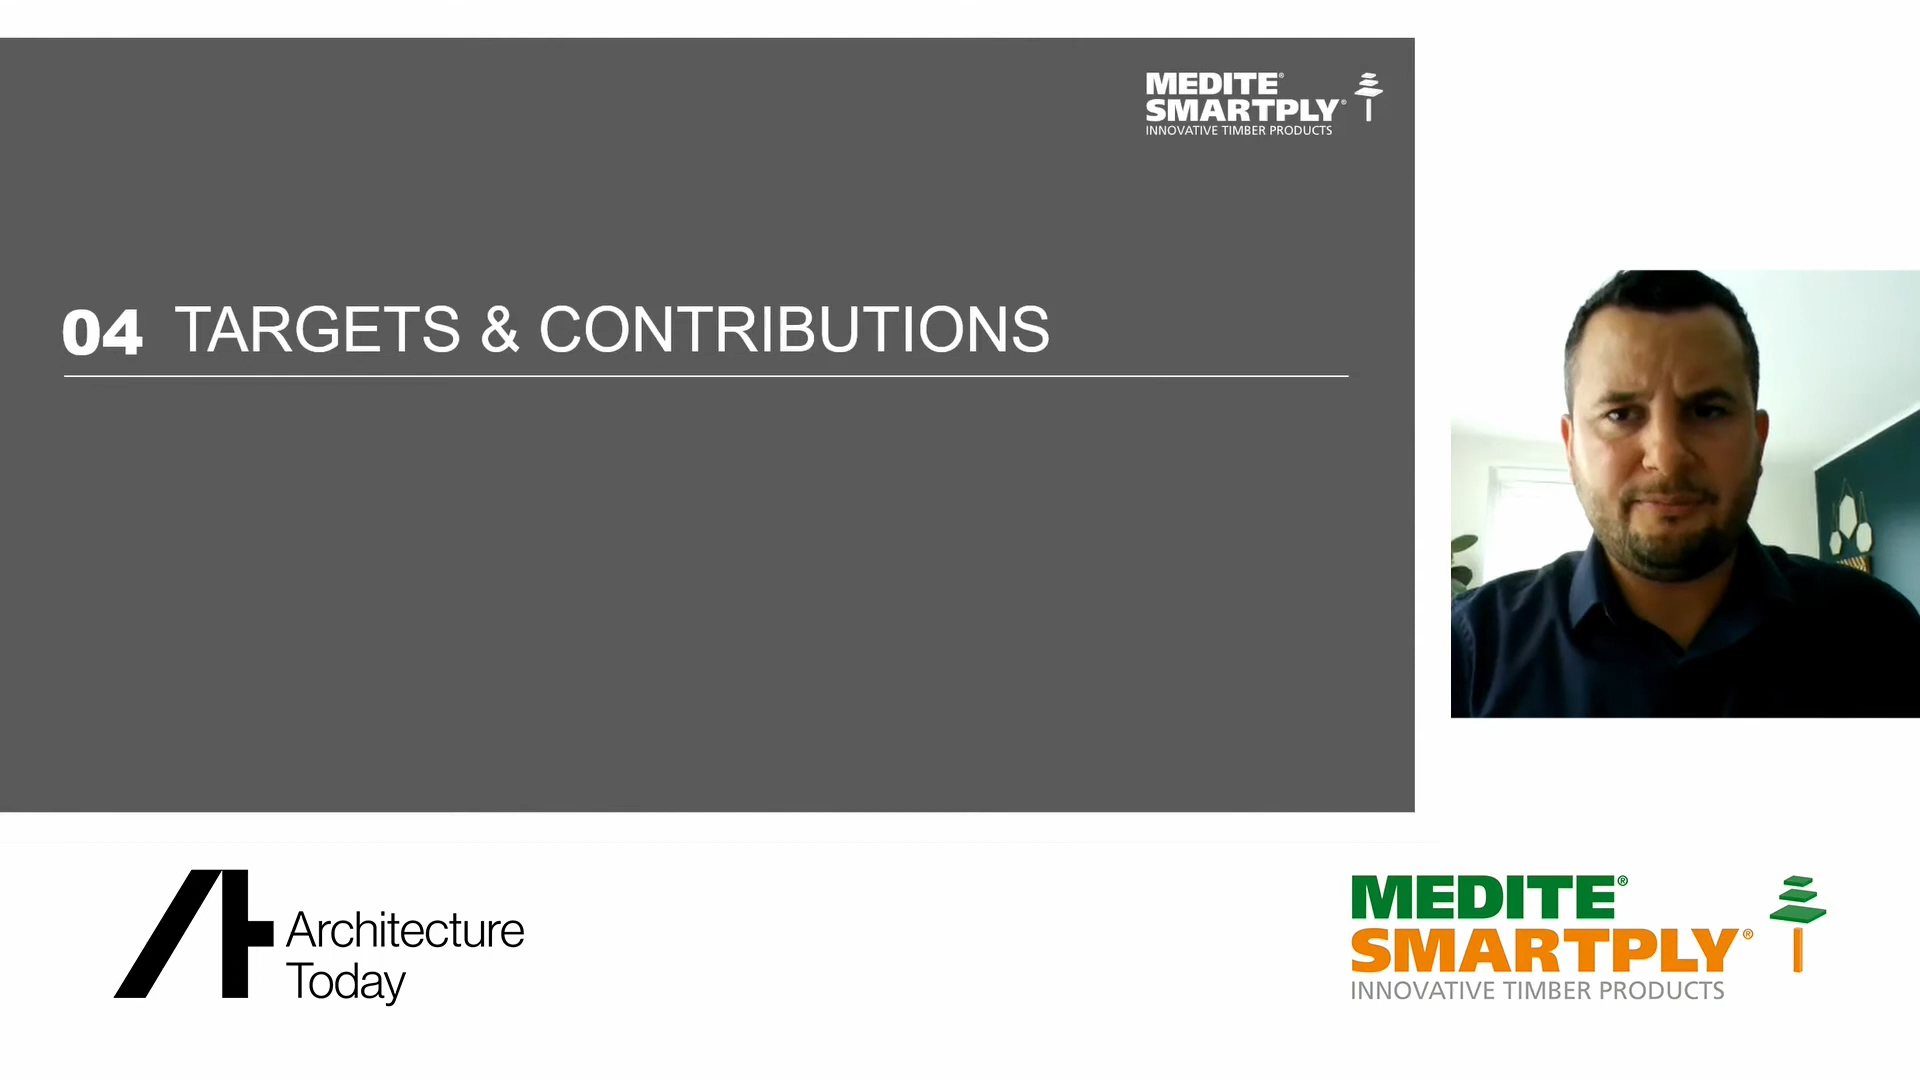 MEDITE®
SMARTPLY®
INNOVATIVE TIMBER PRODUCTS
04 TARGETS & CONTRIBUTIONS
Architecture
Today
MEDITE®
SMARTPLY®
INNOVATIVE TIMBER PRODUCTS